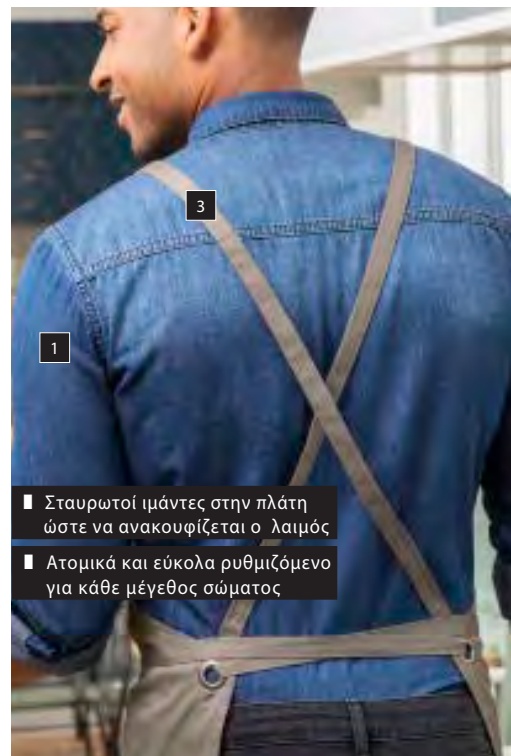 3
1
Σταυρωτοί ιμάντες στην πλάτη
ώστε να ανακουφίζεται ο λαιμός
Ατομικά και εύκολα ρυθμιζόμενο
για κάθε μέγεθος σώματος